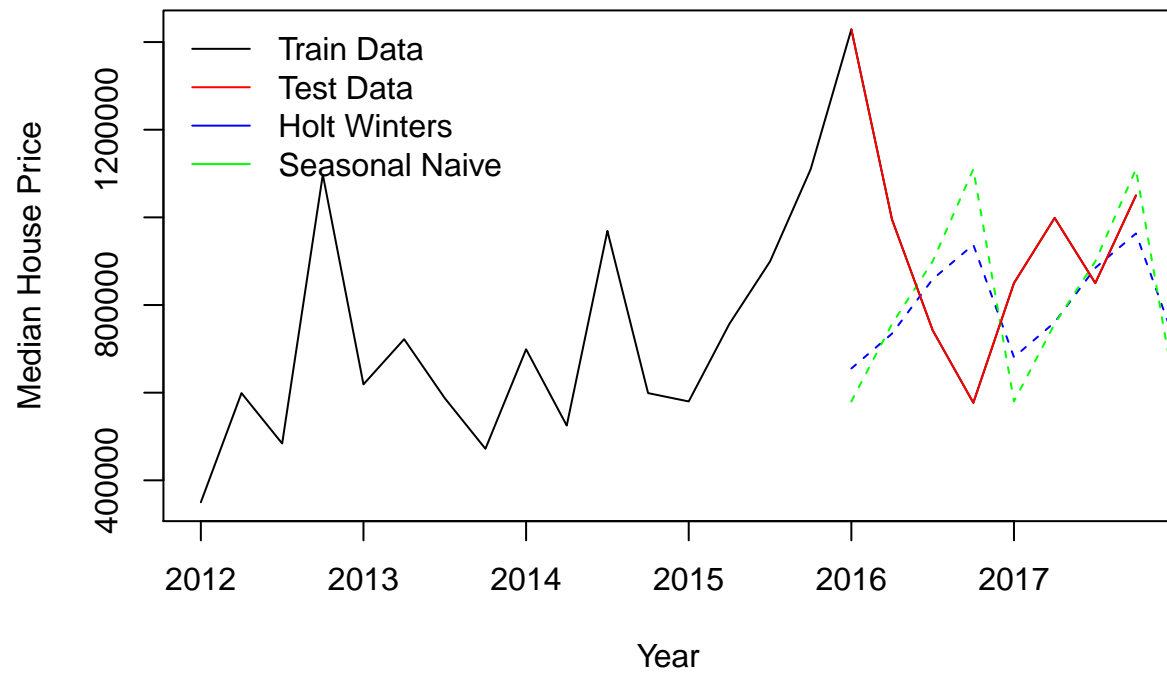 Train Data
Test Data
Holt Winters
Seasonal Naive
Median House Price
1200000
800000
400000
2012 2013 2014 2015 2016 2017
Year